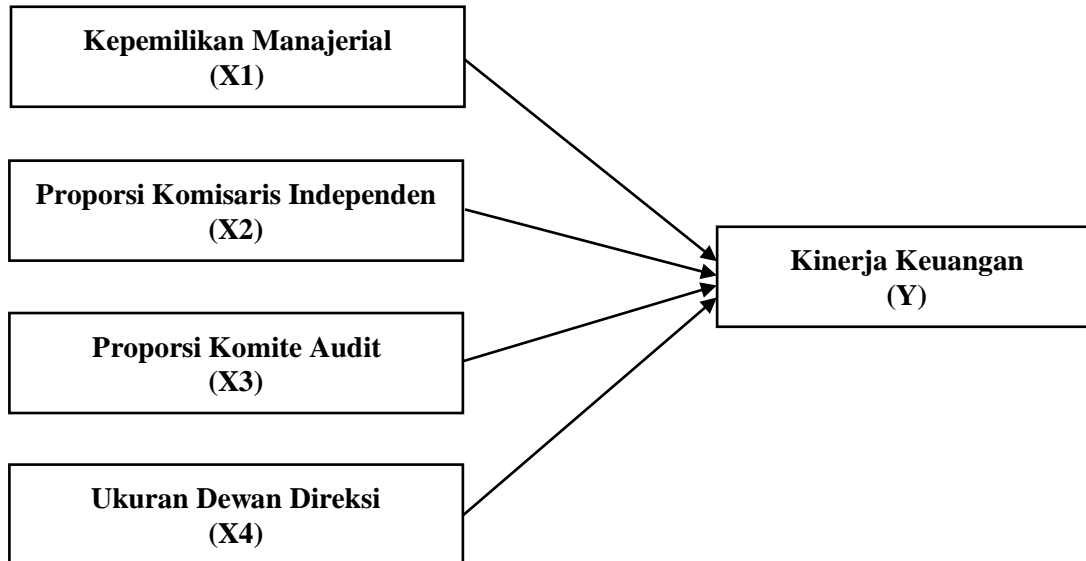 Kepemilikan Manajerial
(X1)
Proporsi Komisaris Independen
(X2)
Kinerja Keuangan
(Y)
Proporsi Komite Audit
(X3)
Ukuran Dewan Direksi
(X4)